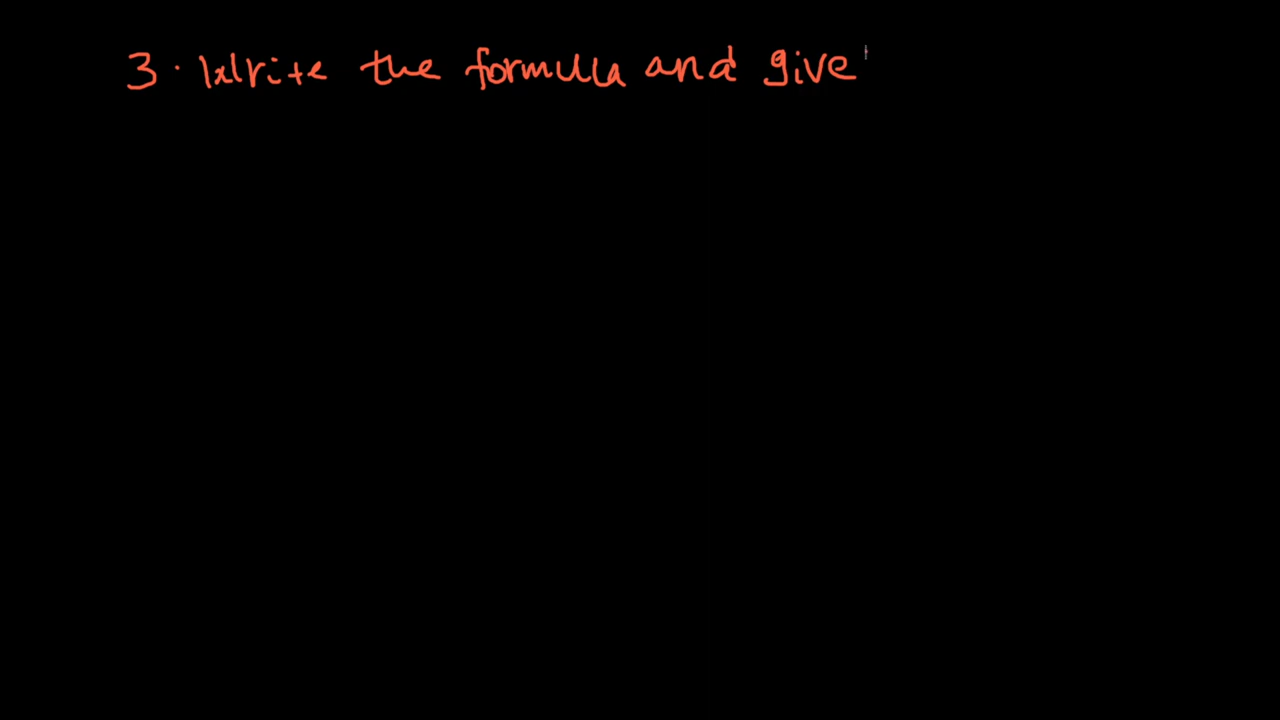 3. Write the formula and give